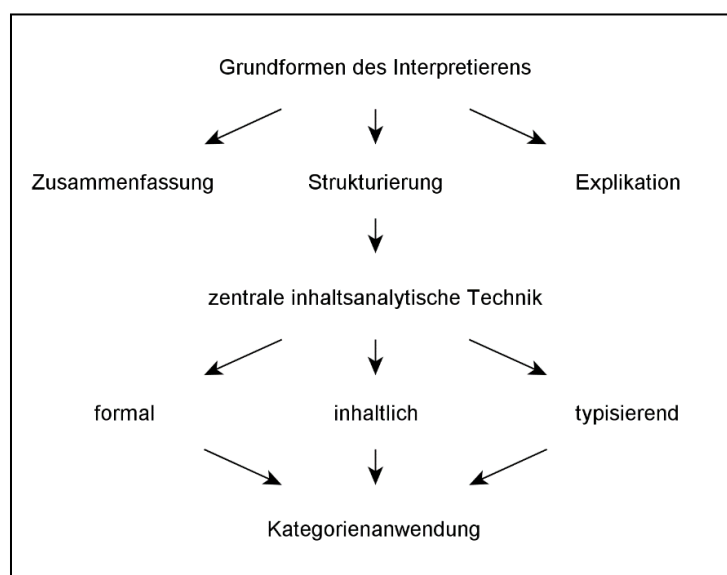 Grundformen des Interpretierens
Zusammenfassung Strukturierung Explikation
zentrale inhaltsanalytische Technik
formal inhaltlich typisierend
Kategorienanwendung